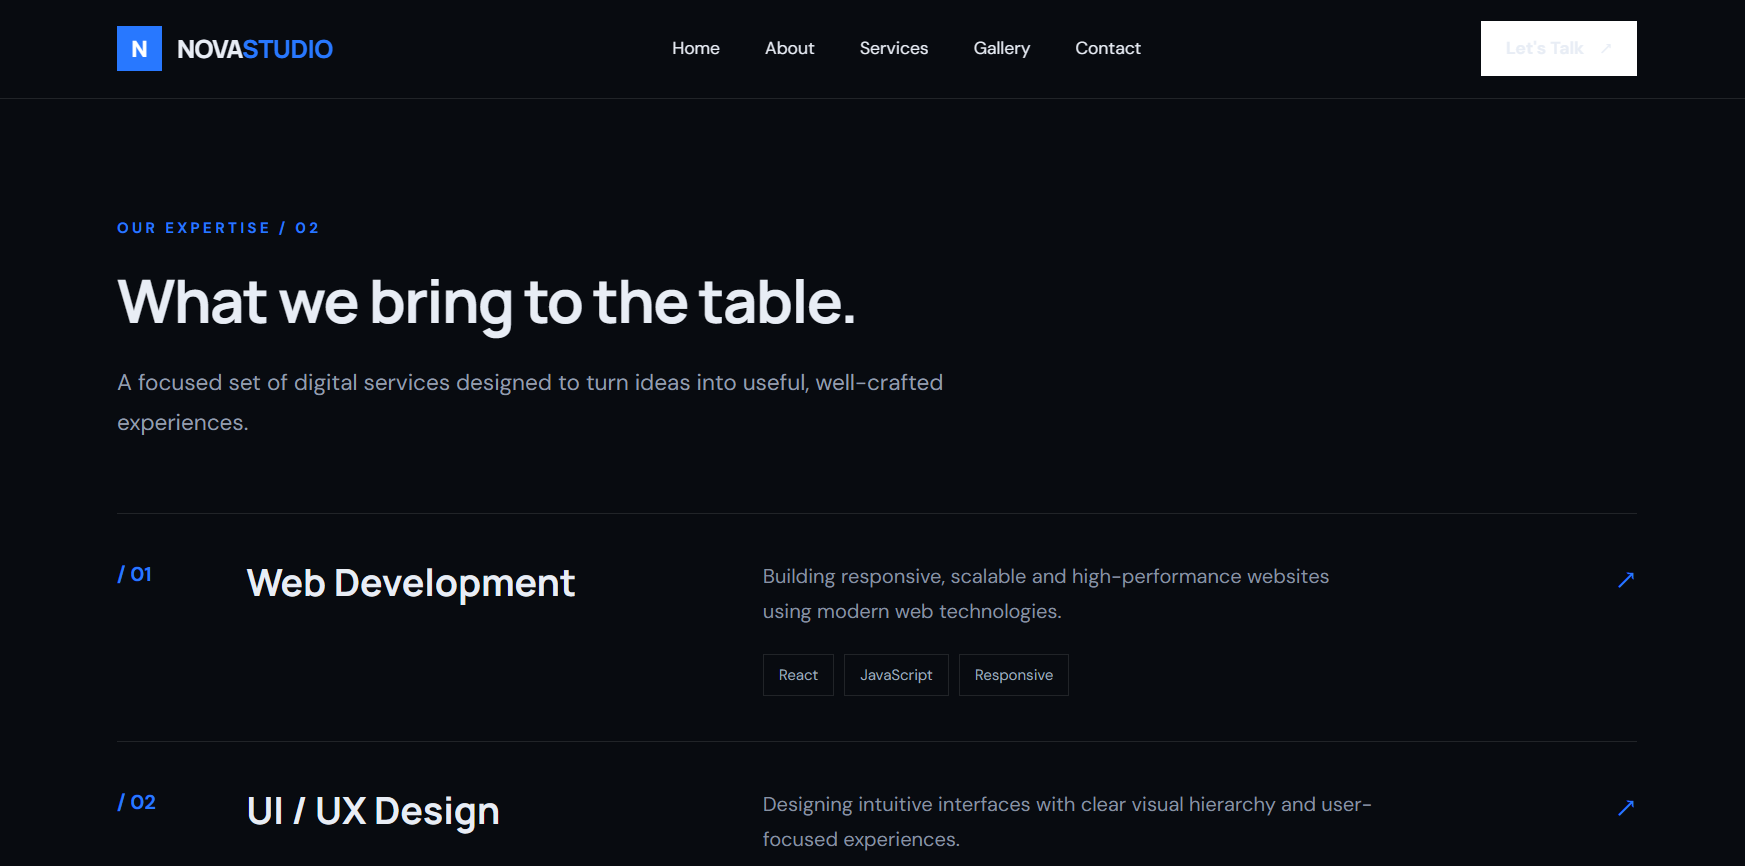 N NOVASTUDIO Home About Services Gallery Contact Let's Talk ↗
OUR EXPERTISE / 02
What we bring to the table.
A focused set of digital services designed to turn ideas into useful, well-crafted
experiences.
/ 01 Web Development Building responsive, scalable and high-performance websites ↗
using modern web technologies.
React JavaScript Responsive
/ 02 UI / UX Design Designing intuitive interfaces with clear visual hierarchy and user-
focused experiences. ↗